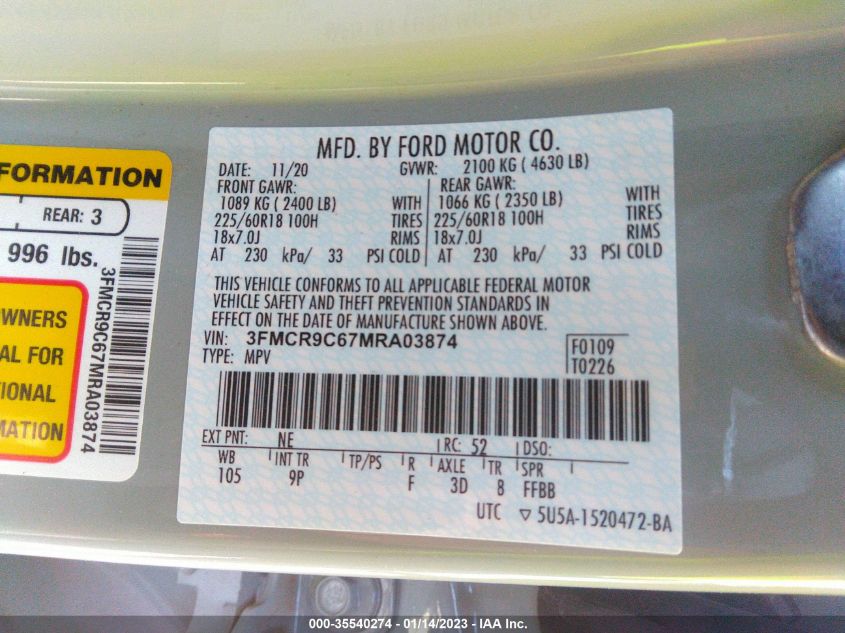 FORMATION
REAR: 3
996 lbs.
3FMCR9C67MRA03874
OWNERS
AL FOR
TIONAL
MATION
MFD. BY FORD MOTOR CO.
DATE: 11/20 GVWR: 2100 KG ( 4630 LB)
FRONT GAWR: REAR GAWR:
1089 KG ( 2400 LB) WITH 1066 KG ( 2350 LB) WITH
225/60R18 100H TIRES 225/60R18 100H TIRES
18x7.0J RIMS 18x7.0J RIMS
AT 230 kPa/ 33 PSI COLD AT 230 kPa/ 33 PSI COLD
THIS VEHICLE CONFORMS TO ALL APPLICABLE FEDERAL MOTOR
VEHICLE SAFETY AND THEFT PREVENTION STANDARDS IN
EFFECT ON THE DATE OF MANUFACTURE SHOWN ABOVE.
VIN: 3FMCR9C67MRA03874
TYPE: MPV
F0109
T0226
EXT PNT: NE RC: 52 DSO:
WB INT TR TP/PS R AXLE TR SPR
105 9P F 3D 8 FFBB
UTC ▽ 5U5A-1520472-BA
000-35540274 - 01/14/2023 - IAA Inc.